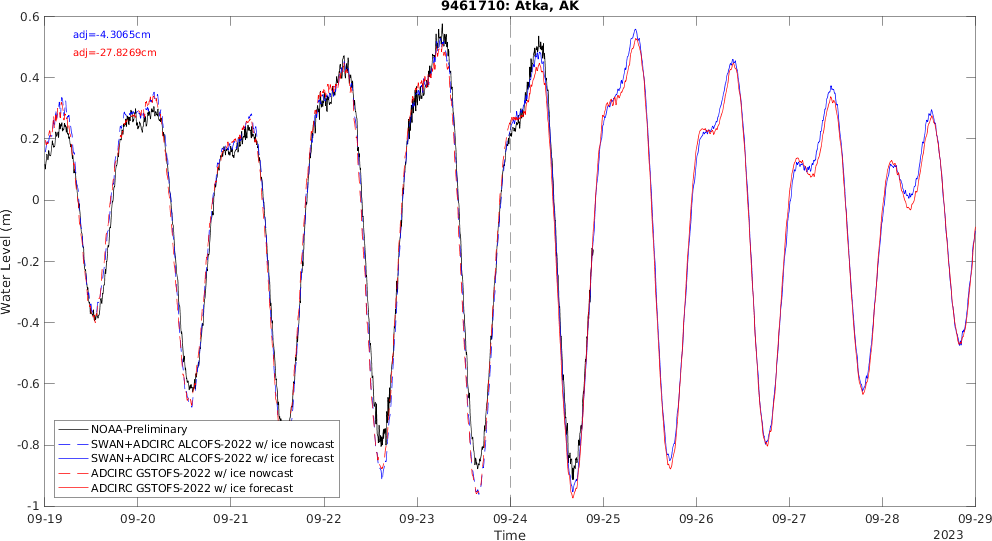 9461710: Atka, AK
adj=-4.3065cm
adj=-27.8269cm
Water Level (m)
0.6
0.4
0.2
0
-0.2
-0.4
-0.6
-0.8
-1
NOAA-Preliminary
SWAN+ADCIRC ALCOFS-2022 w/ ice nowcast
SWAN+ADCIRC ALCOFS-2022 w/ ice forecast
ADCIRC GSTOFS-2022 w/ ice nowcast
ADCIRC GSTOFS-2022 w/ ice forecast
09-19 09-20 09-21 09-22 09-23 09-24 09-25 09-26 09-27 09-28 09-29
Time
2023